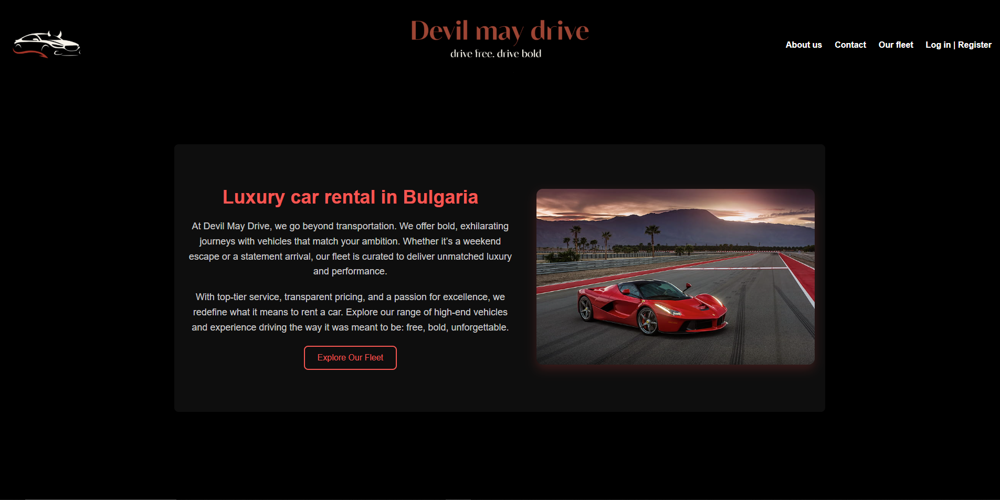 Devil may drive
drive free. drive bold
About us Contact Our fleet Log in | Register
Luxury car rental in Bulgaria
At Devil May Drive, we go beyond transportation. We offer bold, exhilarating
journeys with vehicles that match your ambition. Whether it’s a weekend
escape or a statement arrival, our fleet is curated to deliver unmatched luxury
and performance.
With top-tier service, transparent pricing, and a passion for excellence, we
redefine what it means to rent a car. Explore our range of high-end vehicles
and experience driving the way it was meant to be: free, bold, unforgettable.
Explore Our Fleet